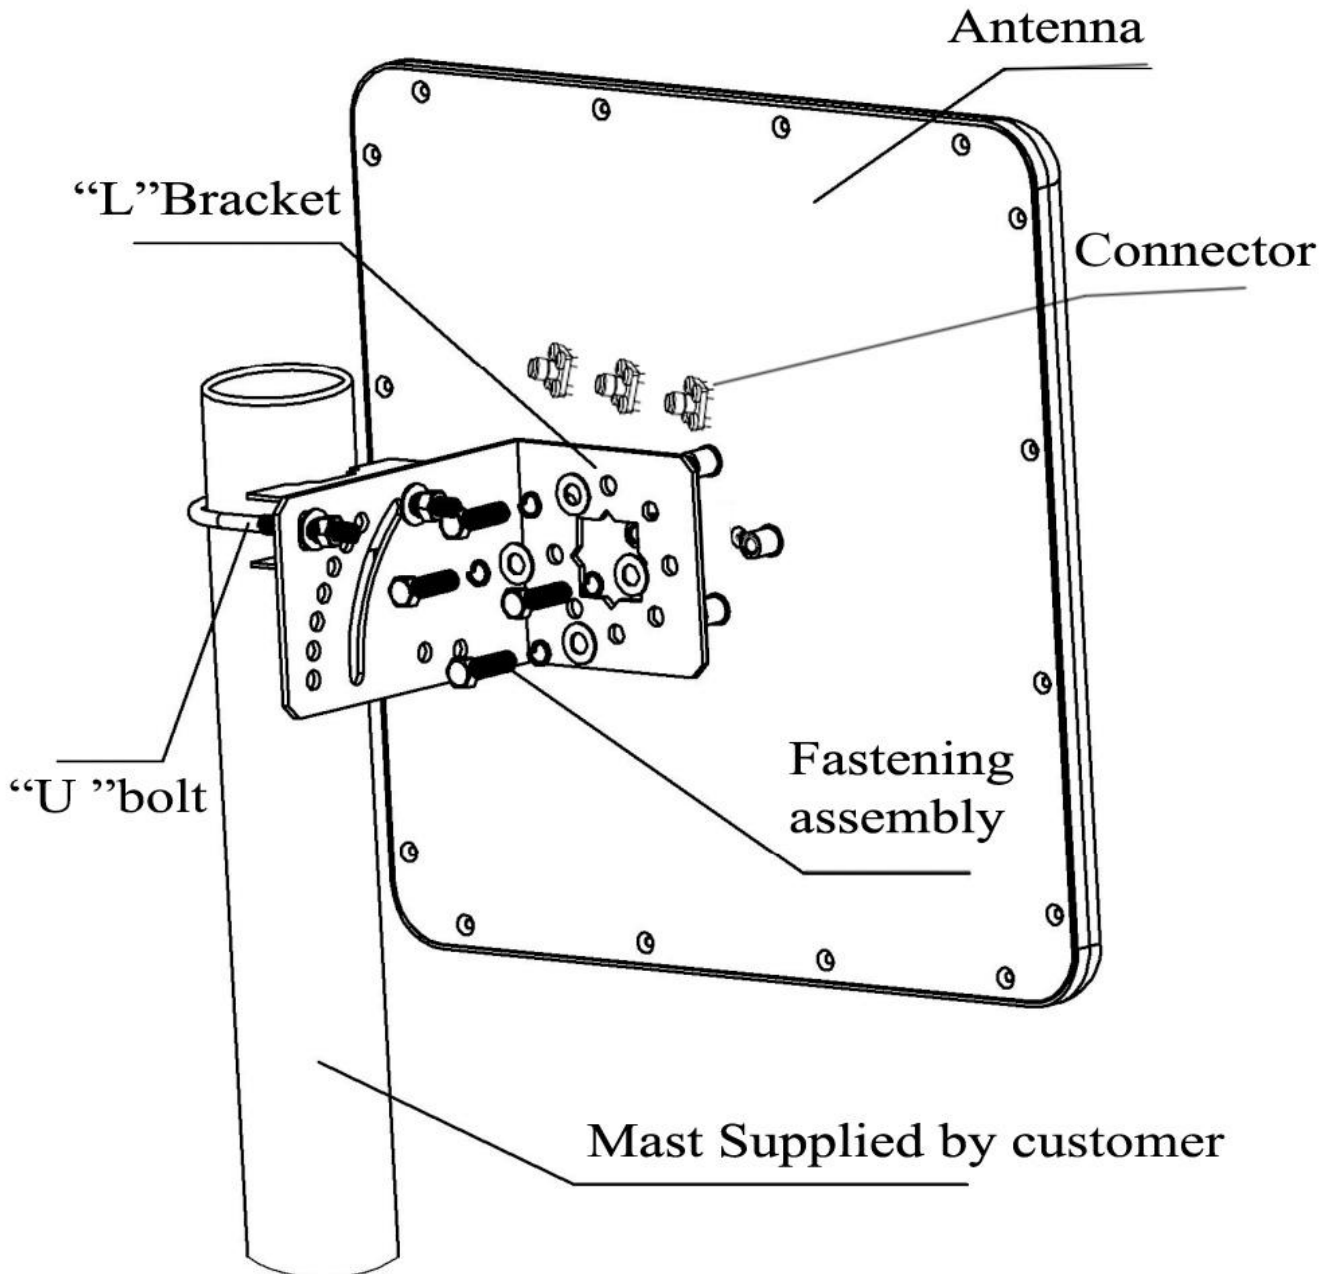 Antenna
“L”Bracket
Connector
“U ”bolt
Fastening
assembly
Mast Supplied by customer